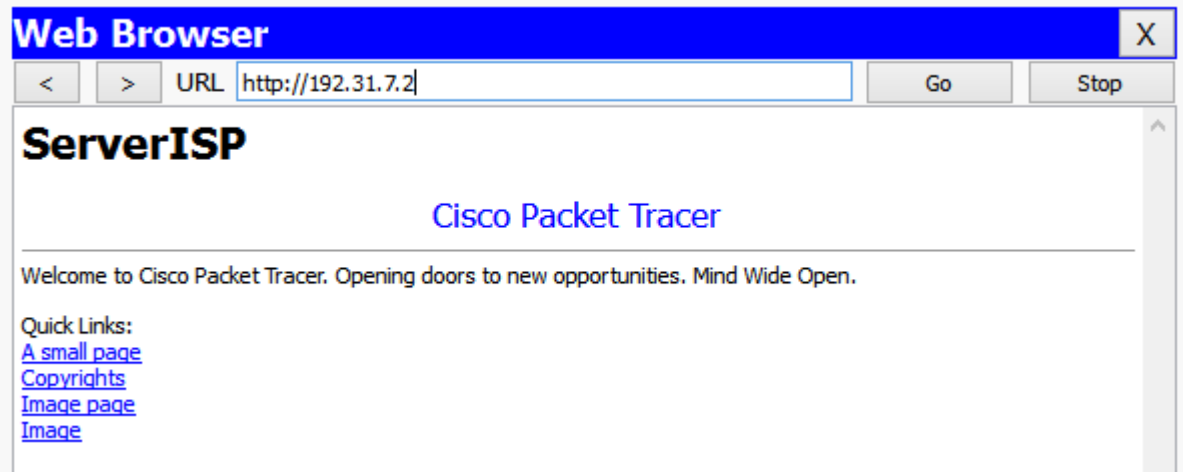 Web Browser X
< > URL http://192.31.7.2 Go Stop
ServerISP
Cisco Packet Tracer
Welcome to Cisco Packet Tracer. Opening doors to new opportunities. Mind Wide Open.
Quick Links:
A small page
Copyrights
Image page
Image